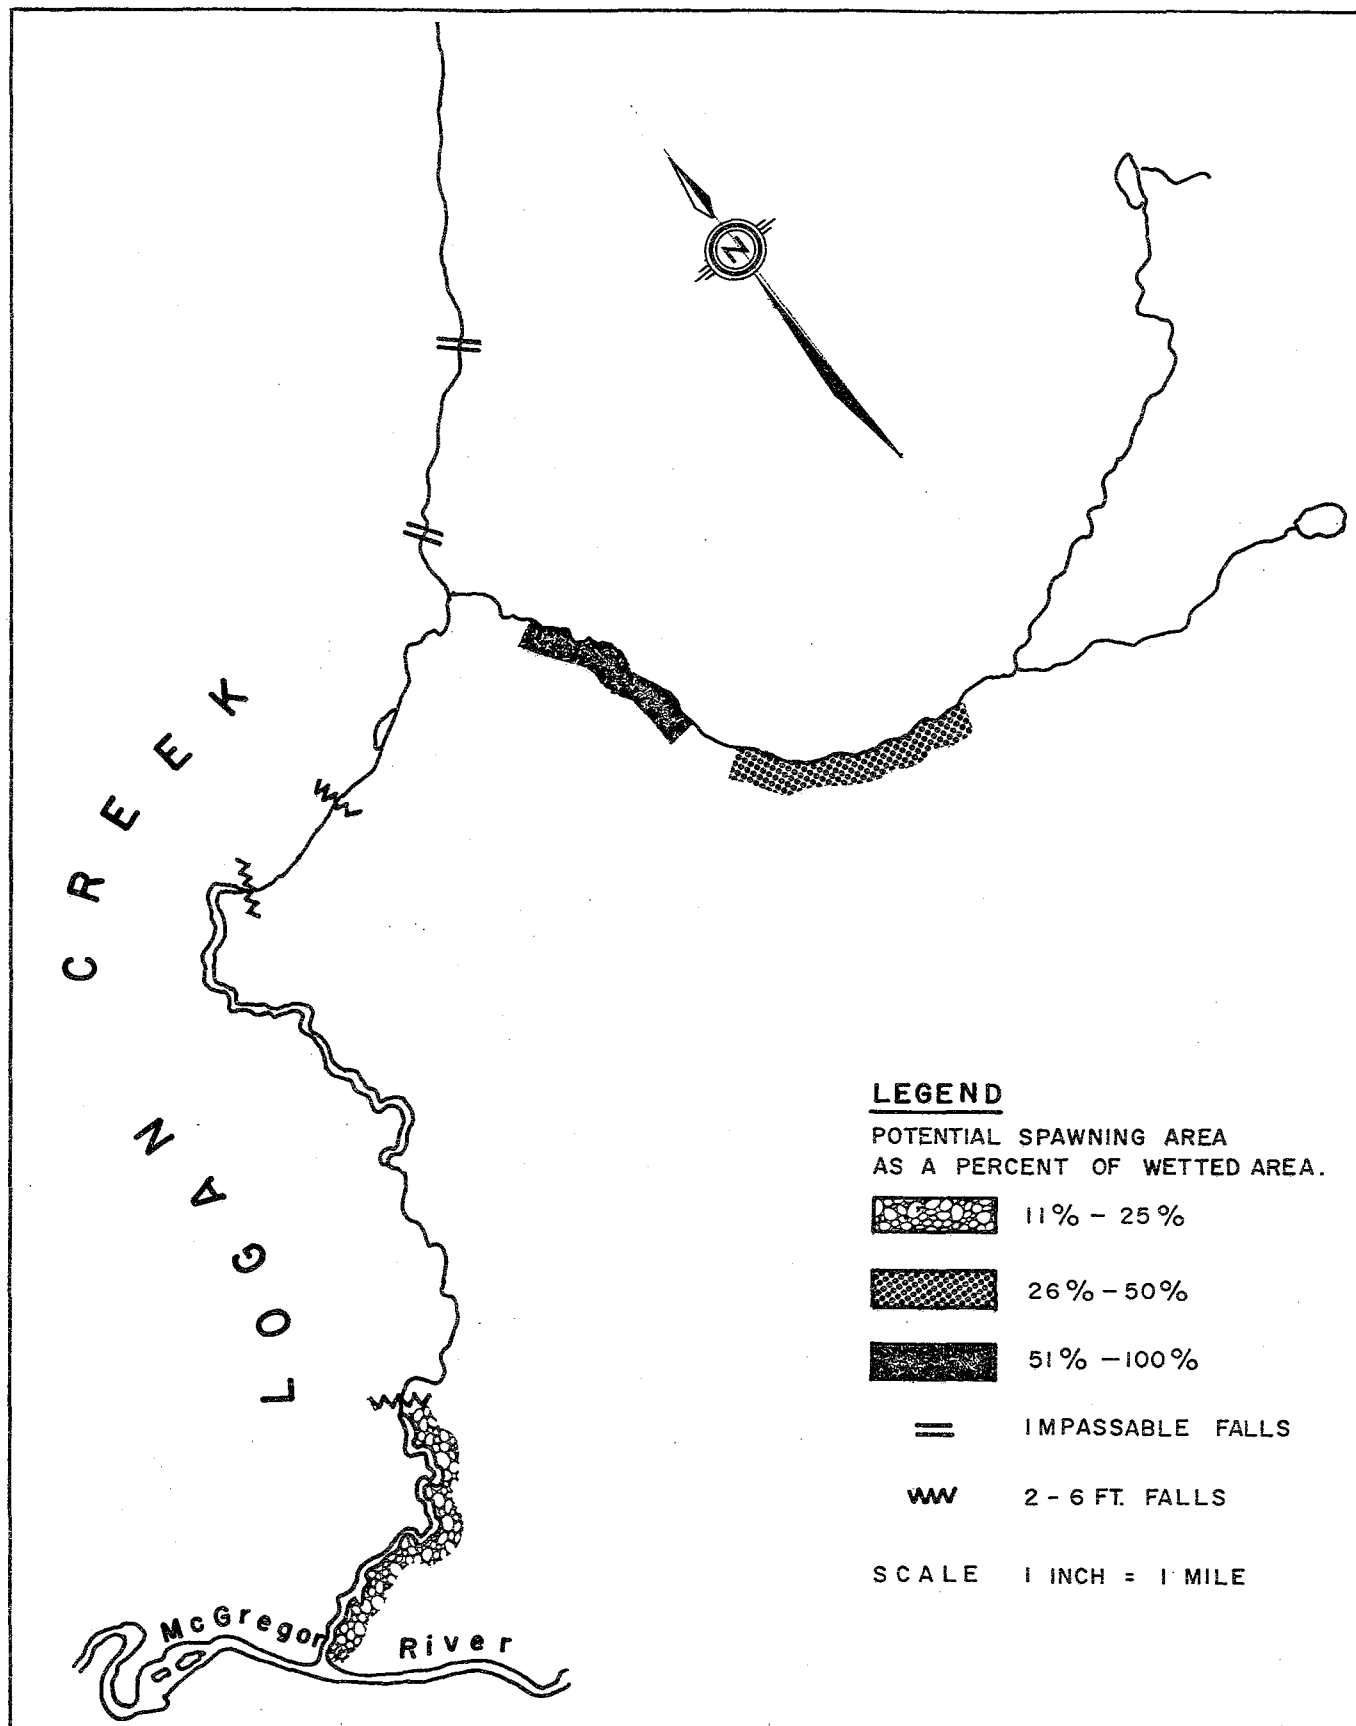 N
LOGAN CREEK
LEGEND
POTENTIAL SPAWNING AREA
AS A PERCENT OF WETTED AREA.
11% - 25%
26% - 50%
51% - 100%
IMPASSABLE FALLS
2 - 6 FT. FALLS
SCALE 1 INCH = 1 MILE
McGregor River